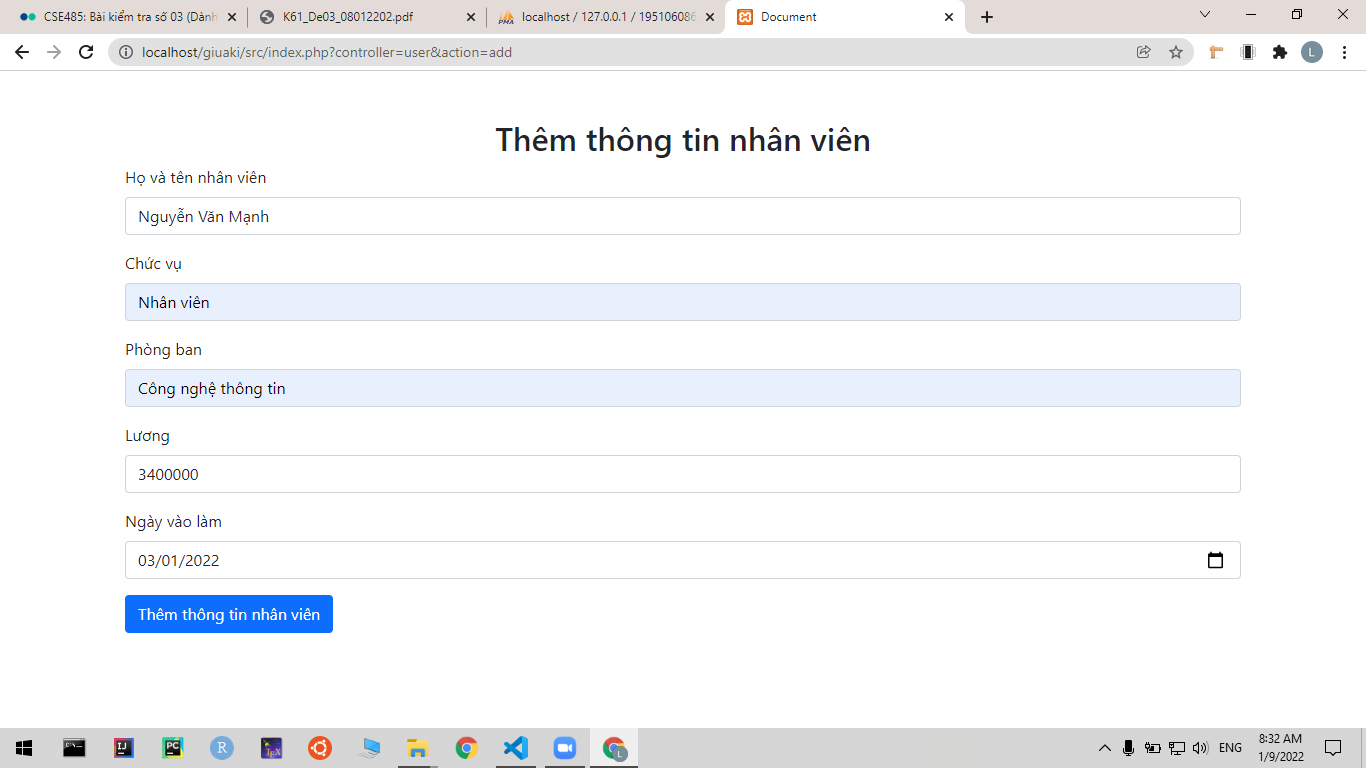 CSE485: Bài kiểm tra số 03 (Dành
K61_De03_08012202.pdf
localhost / 127.0.0.1 / 195106086
Document
localhost/giuaki/src/index.php?controller=user&action=add
L
Thêm thông tin nhân viên
Họ và tên nhân viên
Nguyễn Văn Mạnh
Chức vụ
Nhân viên
Phòng ban
Công nghệ thông tin
Lương
3400000
Ngày vào làm
03/01/2022
Thêm thông tin nhân viên
ENG
8:32 AM
1/9/2022